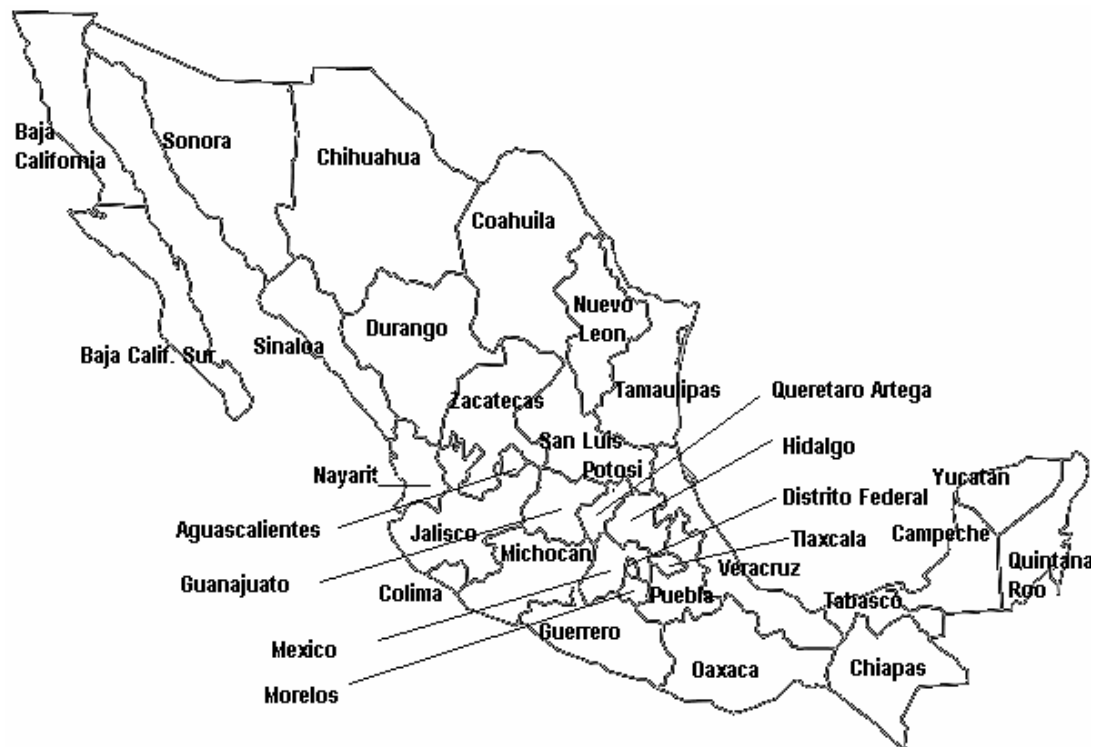 Baja
California
Sonora
Chihuahua
Coahuila
Nuevo
Leon
Durango
Sinaloa
Baja Calif. Sur
Zacatecas
Tamaulipas
Queretaro Artega
San Luis
Potosi
Hidalgo
Nayarit
Yucatan
Distrito Federal
Aguascalientes
Jalisco
Campeche
Michocan
Tlaxcala
Veracruz
Quintana
Roo
Guanajuato
Colima
Puebla
Tabasco
Guerrero
Mexico
Oaxaca
Chiapas
Morelos